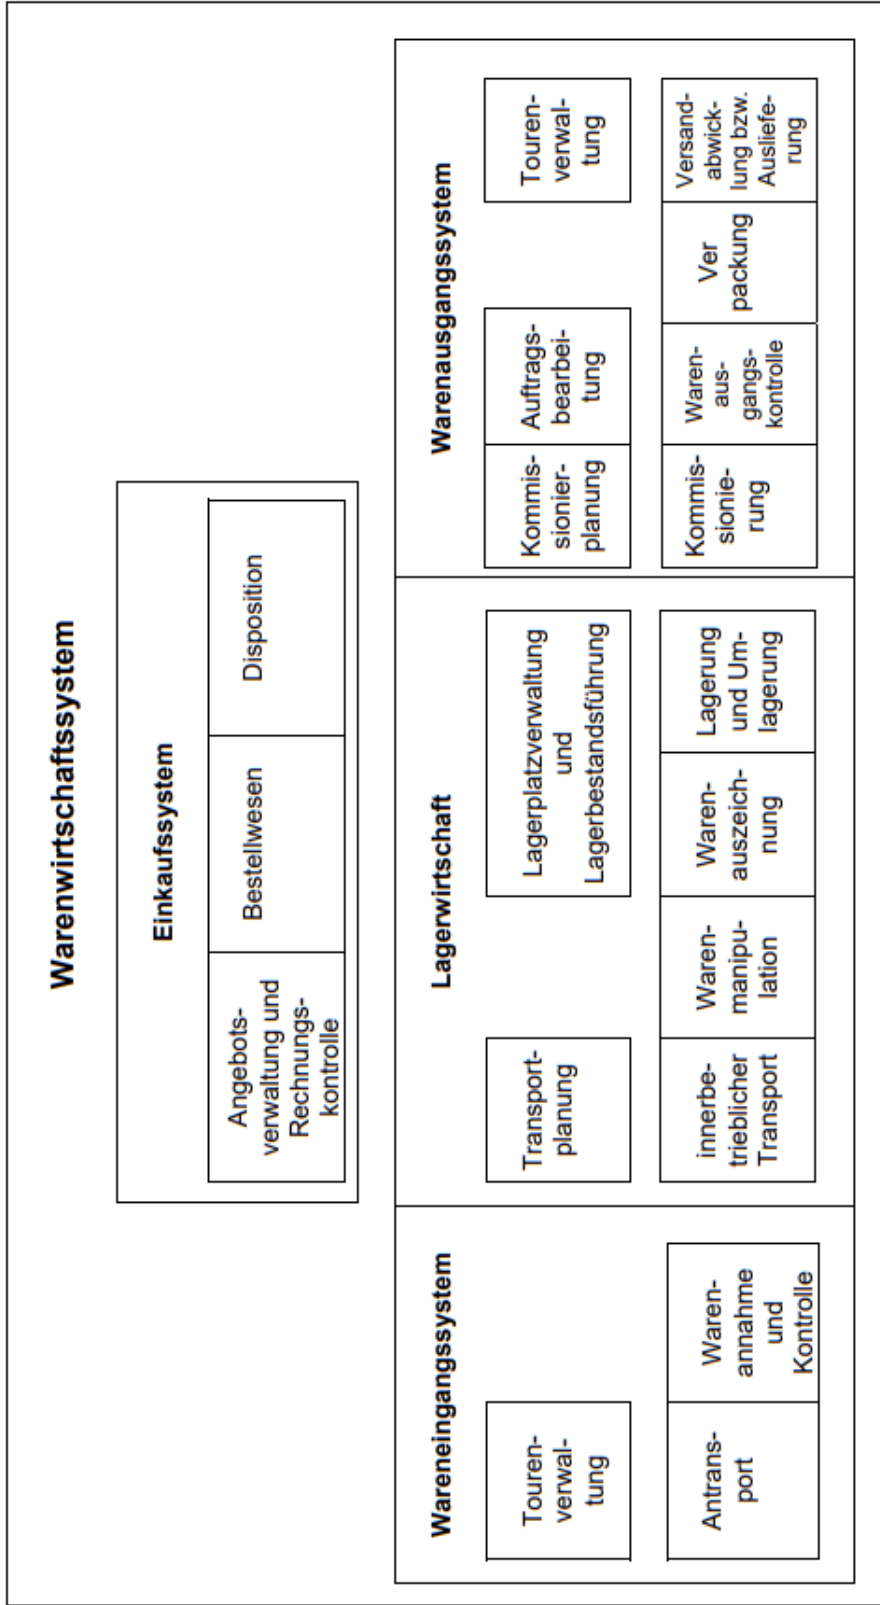 Warenwirtschaftssystem
Einkaufssystem
Angebots-
verwaltung und
Rechnungs-
kontrolle
Bestellwesen
Disposition
Wareneingangssystem
Touren-
verwal-
tung
Antrans-
port
Waren-
annahme
und
Kontrolle
Lagerwirtschaft
Transport-
planung
Lagerplatzverwaltung
und
Lagerbestandsführung
innerbe-
trieblicher
Transport
Waren-
manipu-
lation
Waren-
auszeich-
nung
Lagerung
und Um-
lagerung
Warenausgangssystem
Kommis-
sionier-
planung
Auftrags-
bearbei-
tung
Touren-
verwal-
tung
Kommis-
sionie-
rung
Waren-
aus-
gangs-
kontrolle
Ver
packung
Versand-
abwick-
lung bzw.
Ausliefe-
rung